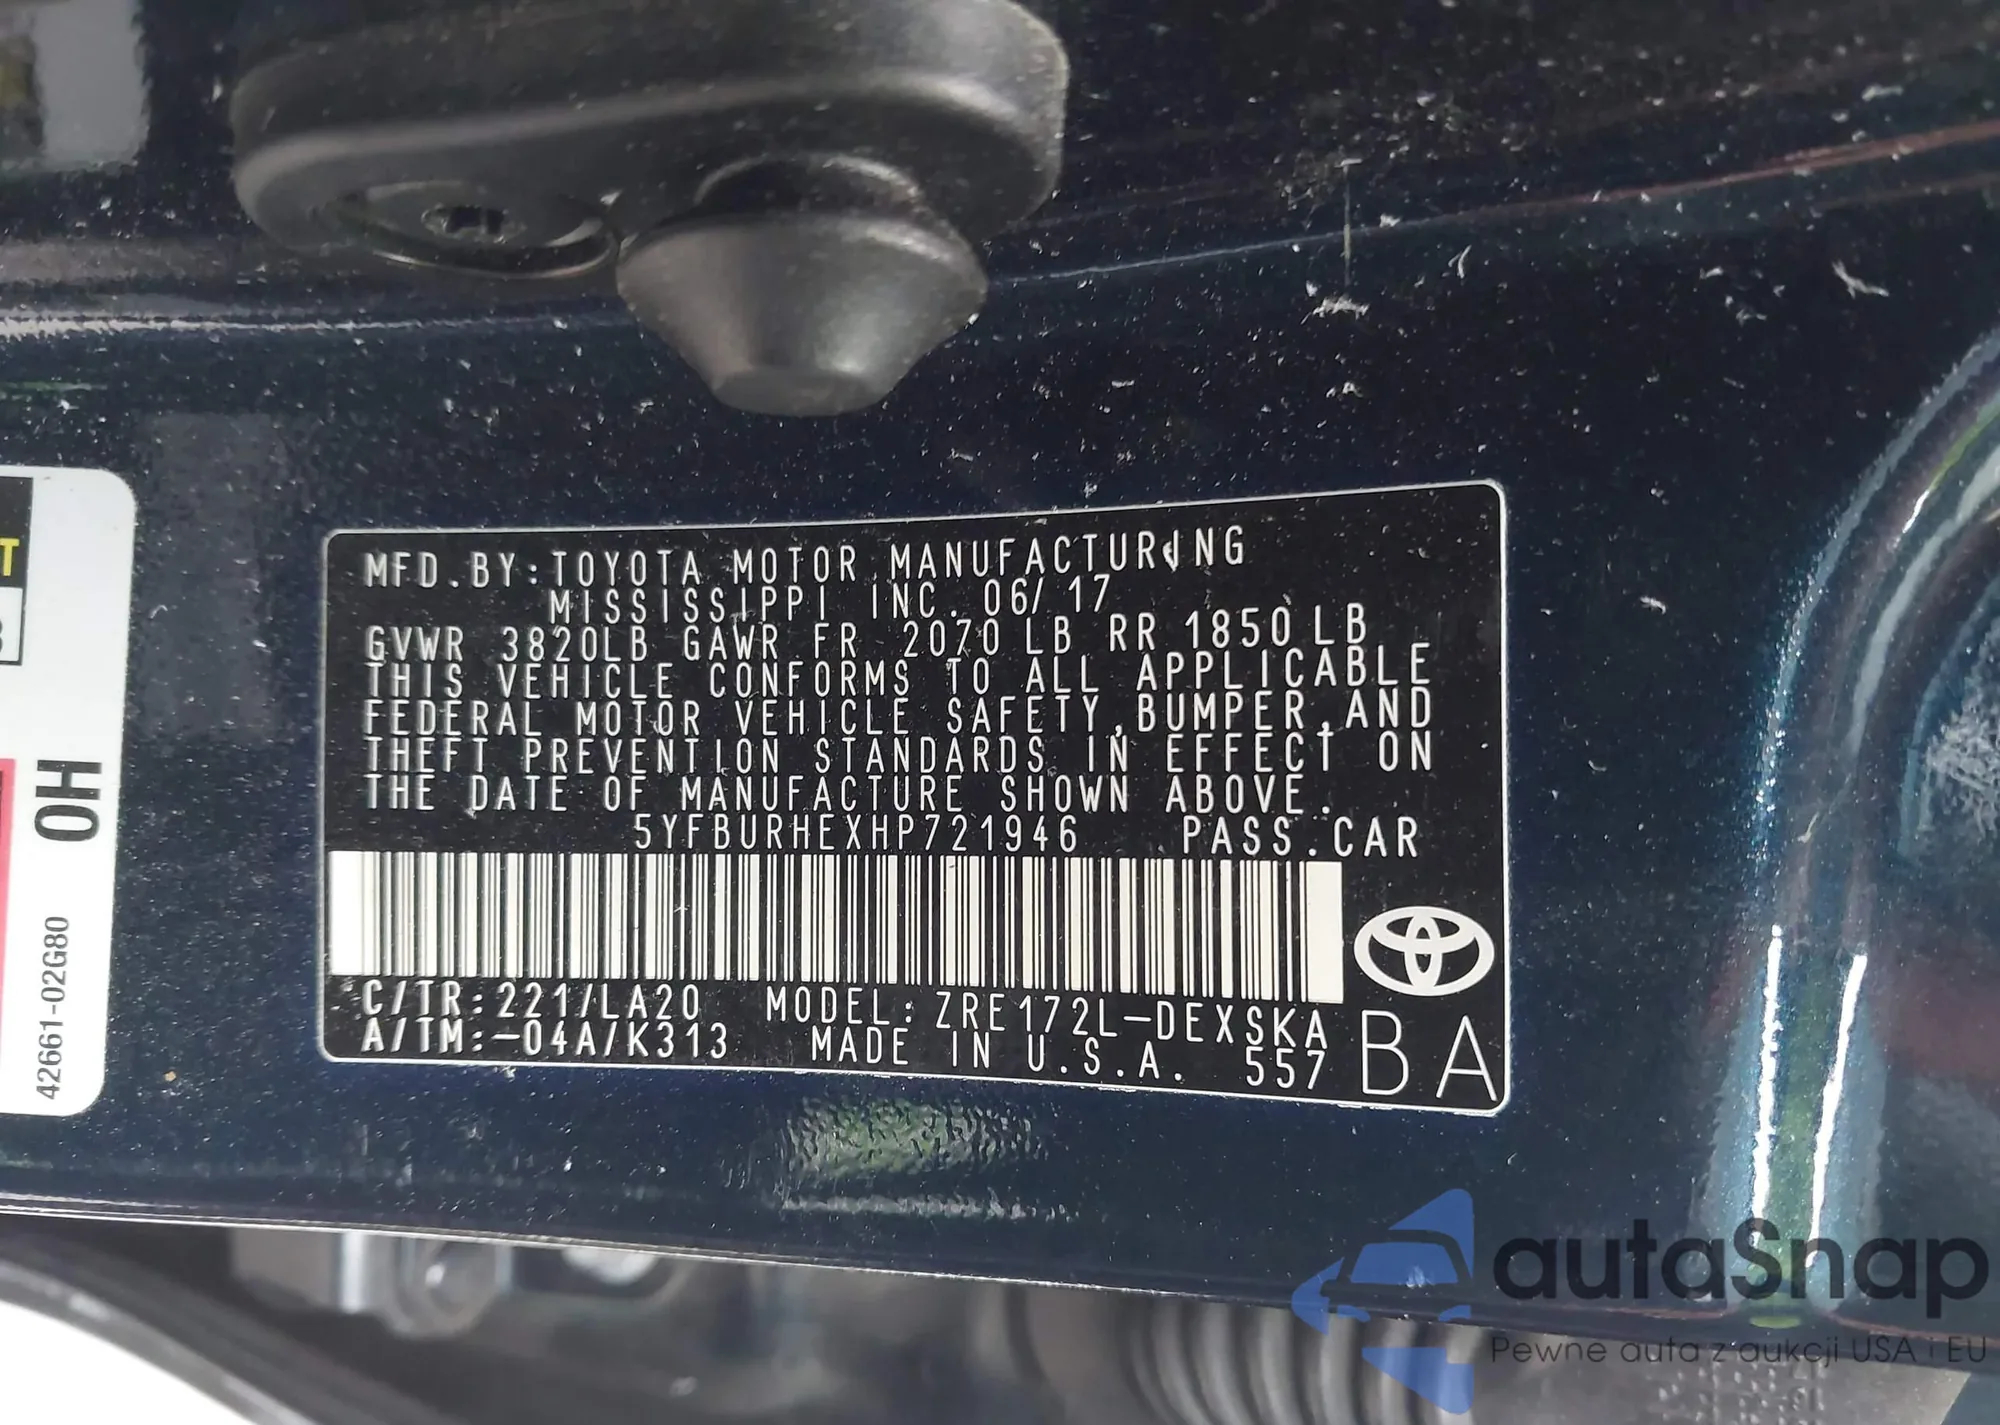 MFD.BY:TOYOTA MOTOR MANUFACTURING
MISSISSIPPI INC. 06/17
GVWR 3820LB GAWR FR 2070LB RR 1850LB
THIS VEHICLE CONFORMS TO ALL APPLICABLE
FEDERAL MOTOR VEHICLE SAFETY,BUMPER,AND
THEFT PREVENTION STANDARDS IN EFFECT ON
THE DATE OF MANUFACTURE SHOWN ABOVE.
5YFBURHEXHP721946 PASS.CAR
C/TR:221/LA20 MODEL:ZRE172L-DEXSKA
A/TM:-04A/K313 MADE IN U.S.A. 557
BA
T
OH
42661-02G80
autaSnap
Pewne auta z aukcji USA i EU